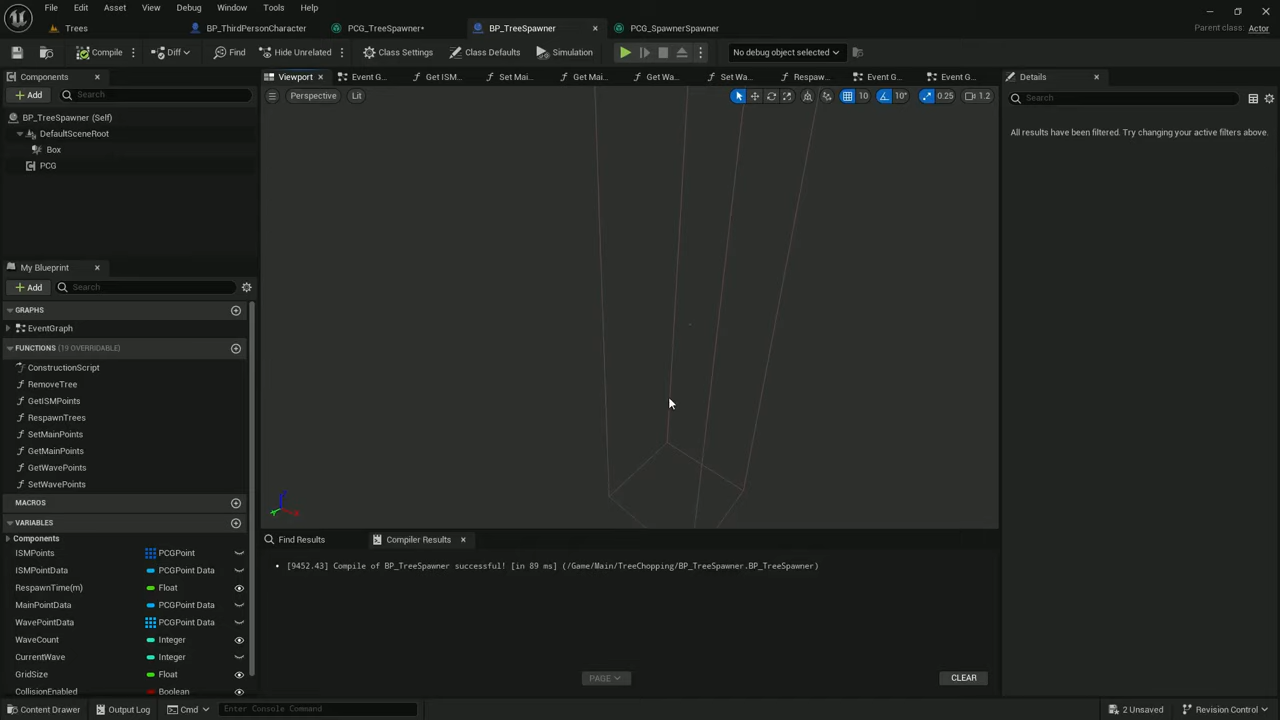 File Edit Asset View Debug Window Tools Help
Trees BP_ThirdPersonCharacter PCG_TreeSpawner* BP_TreeSpawner PCG_SpawnerSpawner Parent class: Actor
Compile Diff Find Hide Unrelated Class Settings Class Defaults Simulation No debug object selected
Components
Add Search
BP_TreeSpawner (Self)
DefaultSceneRoot
Box
PCG
My Blueprint
Add Search
GRAPHS
EventGraph
FUNCTIONS (19 OVERRIDABLE)
ConstructionScript
RemoveTree
GetISMPoints
RespawnTrees
SetMainPoints
GetMainPoints
GetWavePoints
SetWavePoints
MACROS
VARIABLES
Components
ISMPoints PCGPoint
ISMPointData PCGPoint Data
RespawnTime(m) Float
MainPointData PCGPoint Data
WavePointData PCGPoint Data
WaveCount Integer
CurrentWave Integer
GridSize Float
CollisionEnabled Boolean
Viewport Event G... Get ISM... Set Mai... Get Mai... Get Wa... Set Wa... Respaw... Event G... Event G...
Perspective Lit 10 10° 0.25 1.2
Find Results Compiler Results
[9452.43] Compile of BP_TreeSpawner successful! [in 89 ms] (/Game/Main/TreeChopping/BP_TreeSpawner.BP_TreeSpawner)
PAGE CLEAR
Details
Search
All results have been filtered. Try changing your active filters above.
Content Drawer Output Log Cmd Enter Console Command 2 Unsaved Revision Control